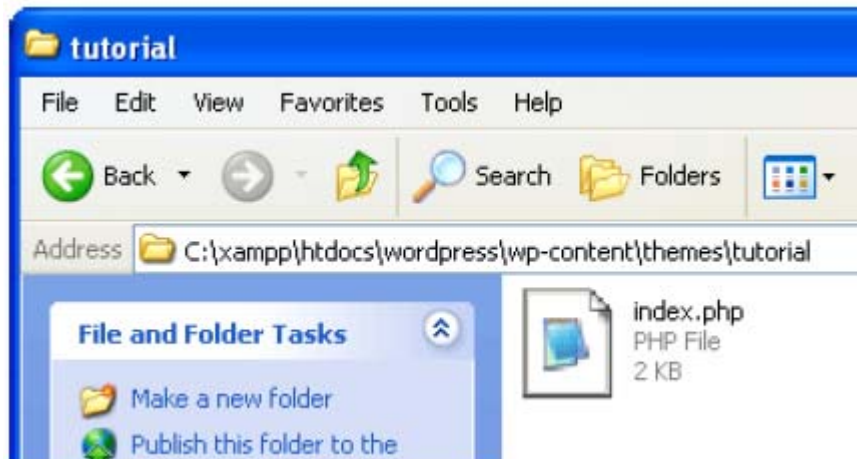 tutorial
File Edit View Favorites Tools Help
Back Search Folders
Address C:\xampp\htdocs\wordpress\wp-content\themes\tutorial
File and Folder Tasks
Make a new folder
Publish this folder to the
index.php
PHP File
2 KB